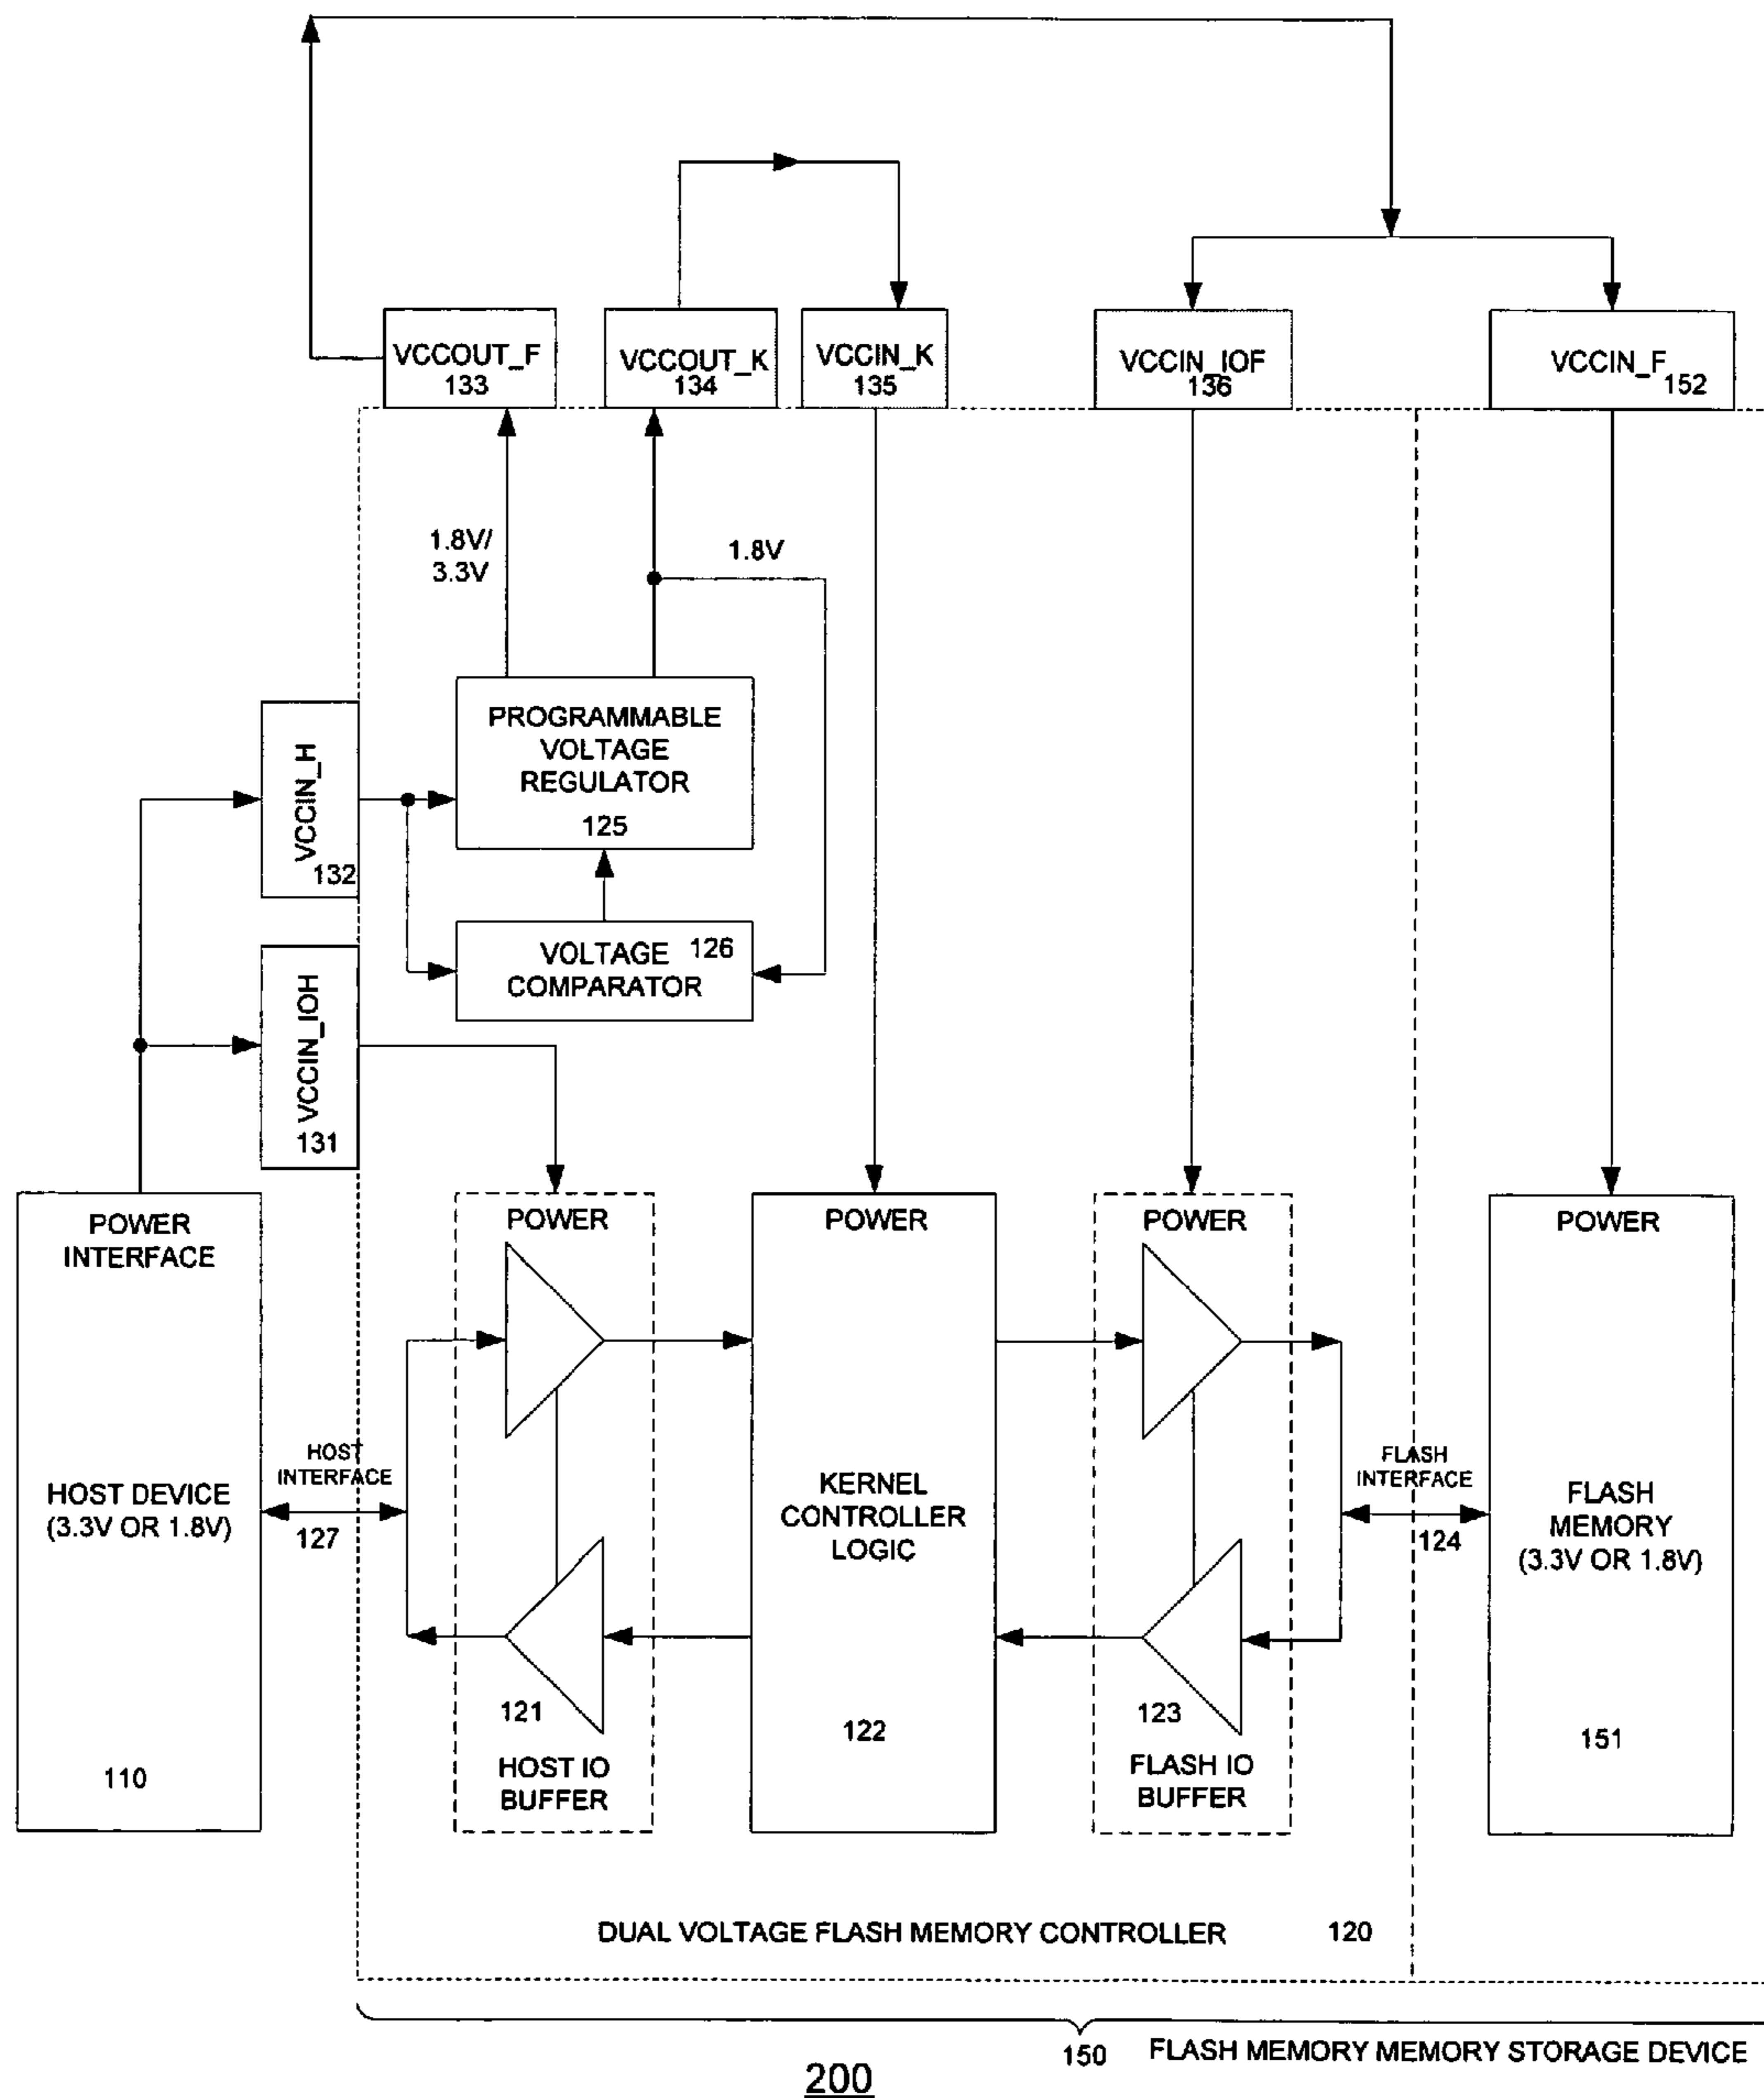 VCCOUT_F
133
VCCOUT_K
134
VCCIN_K
135
VCCIN_IOF
136
VCCIN_F
152
1.8V/
3.3V
1.8V
PROGRAMMABLE
VOLTAGE
REGULATOR
125
VCCIN_H
132
VOLTAGE
COMPARATOR
126
VCCIN_IOH
131
POWER
INTERFACE
HOST DEVICE
(3.3V OR 1.8V)
110
HOST
INTERFACE
127
POWER
121
HOST IO
BUFFER
POWER
KERNEL
CONTROLLER
LOGIC
122
POWER
123
FLASH IO
BUFFER
FLASH
INTERFACE
124
POWER
FLASH
MEMORY
(3.3V OR 1.8V)
151
DUAL VOLTAGE FLASH MEMORY CONTROLLER 120
150 FLASH MEMORY MEMORY STORAGE DEVICE
200